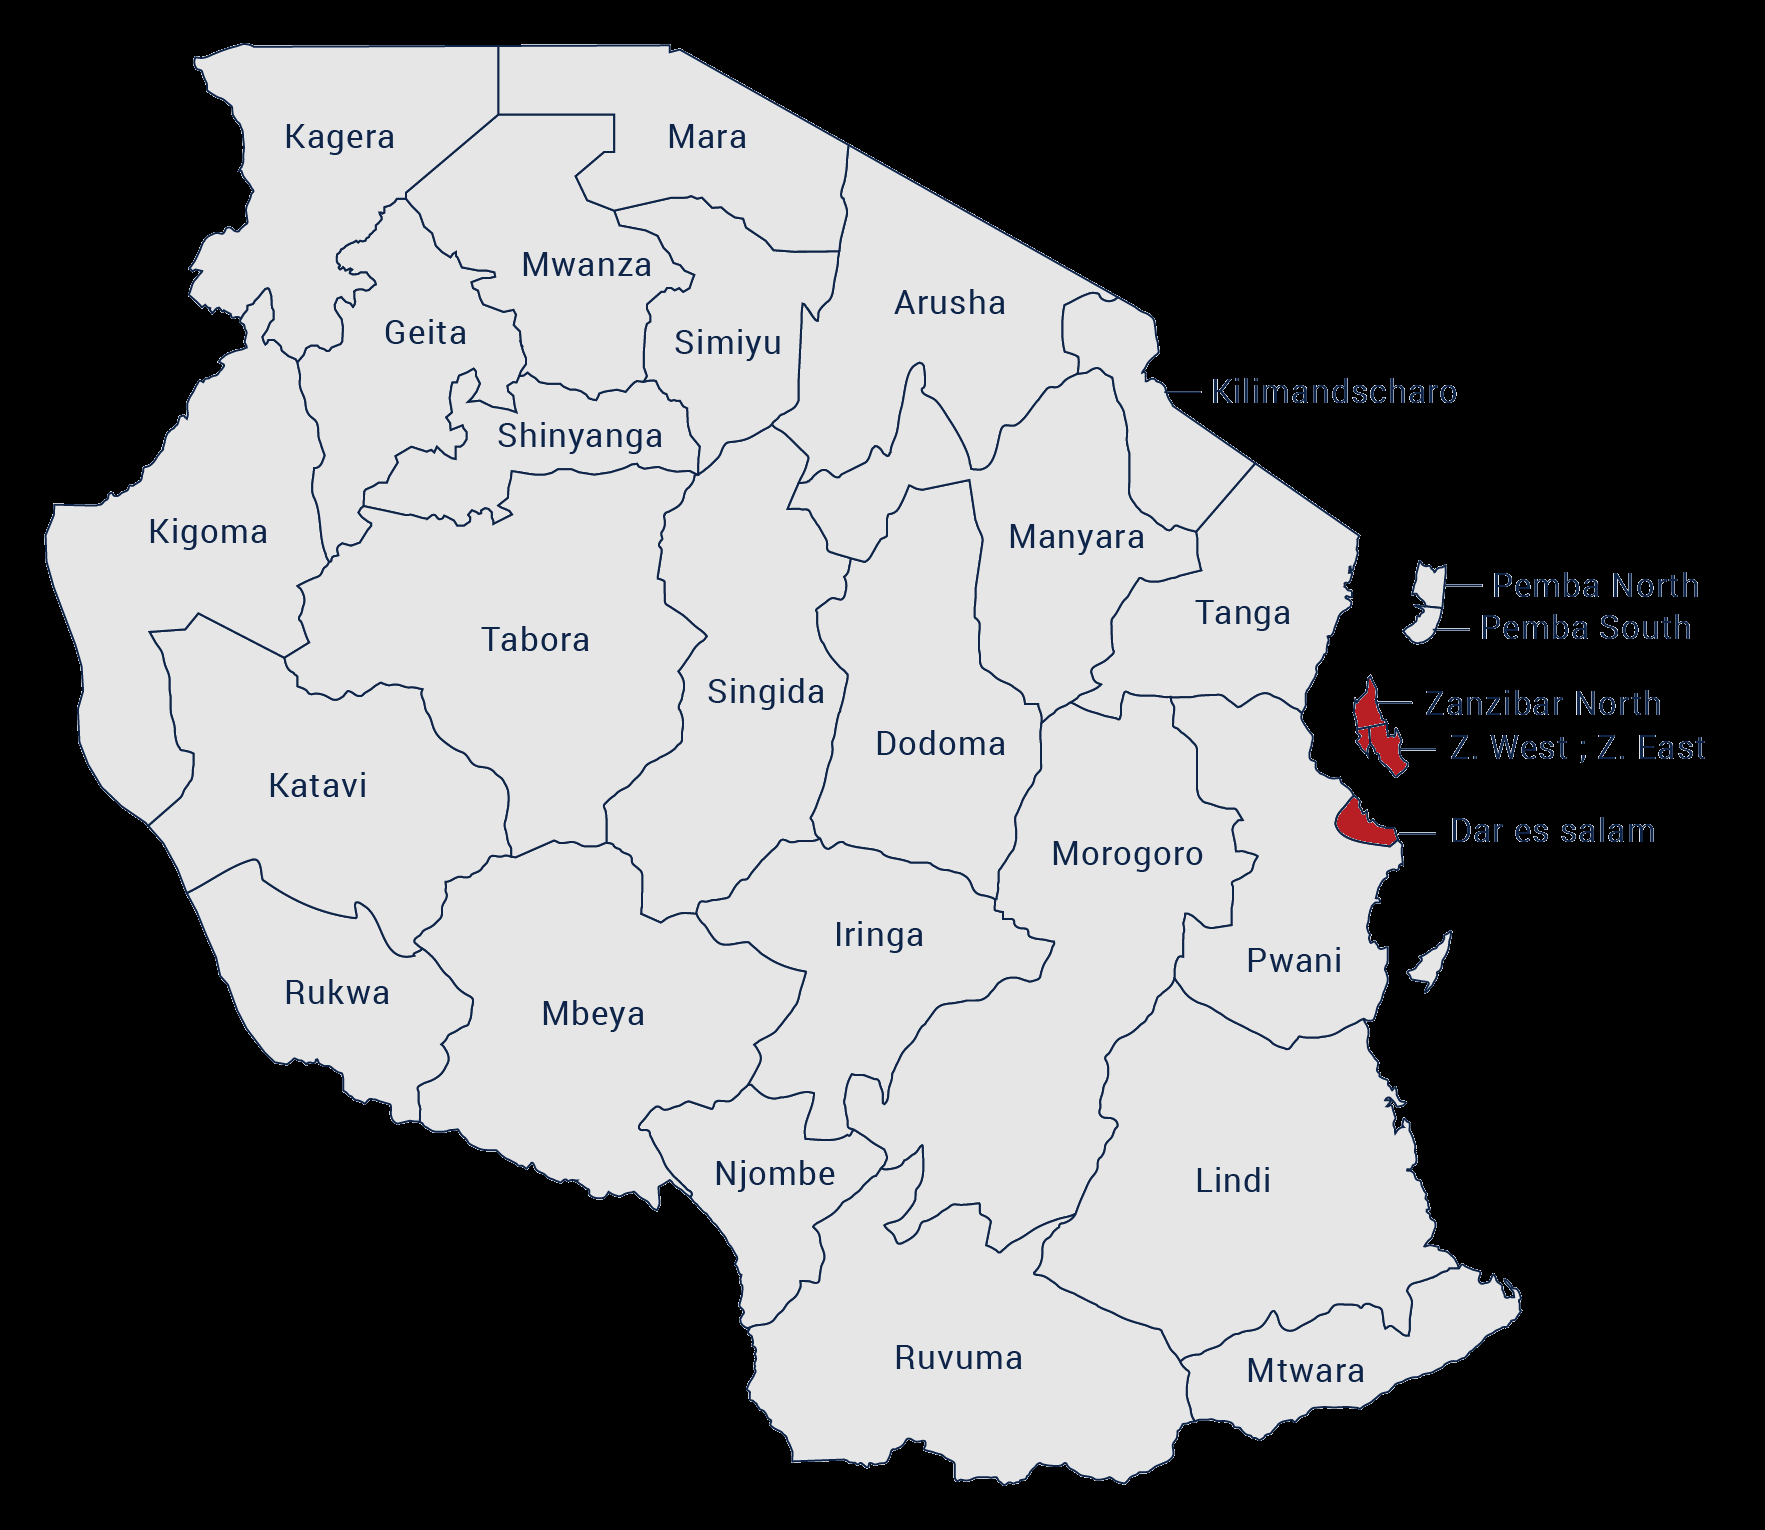 Kagera
Mara
Mwanza
Arusha
Geita
Simiyu
Kilimandscharo
Shinyanga
Kigoma
Manyara
Pemba North
Tanga
Pemba South
Tabora
Singida
Zanzibar North
Dodoma
Z. West ; Z. East
Katavi
Dar es salam
Morogoro
Iringa
Pwani
Rukwa
Mbeya
Njombe
Lindi
Ruvuma
Mtwara